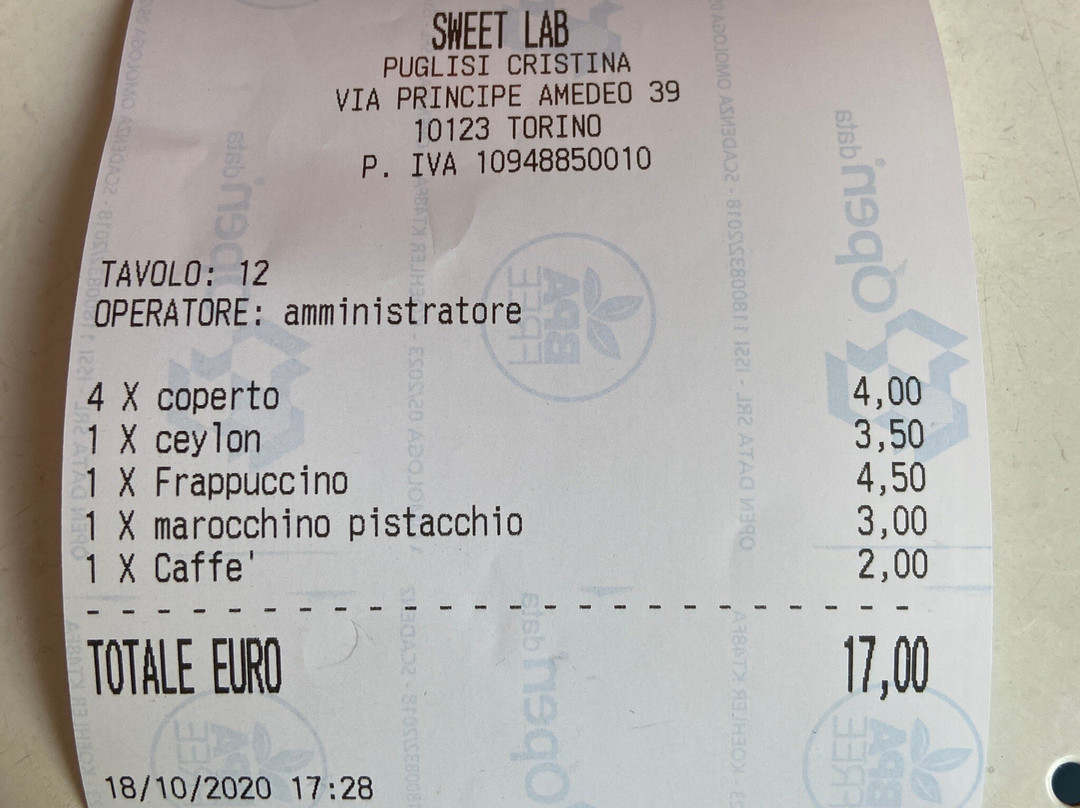 SWEET LAB
PUGLISI CRISTINA
VIA PRINCIPE AMEDEO 39
10123 TORINO
P. IVA 10948850010
TAVOLO: 12
OPERATORE: amministratore
4 X coperto 4,00
1 X ceylon 3,50
1 X Frappuccino 4,50
1 X marocchino pistacchio 3,00
1 X Caffe' 2,00
TOTALE EURO 17,00
18/10/2020 17:28